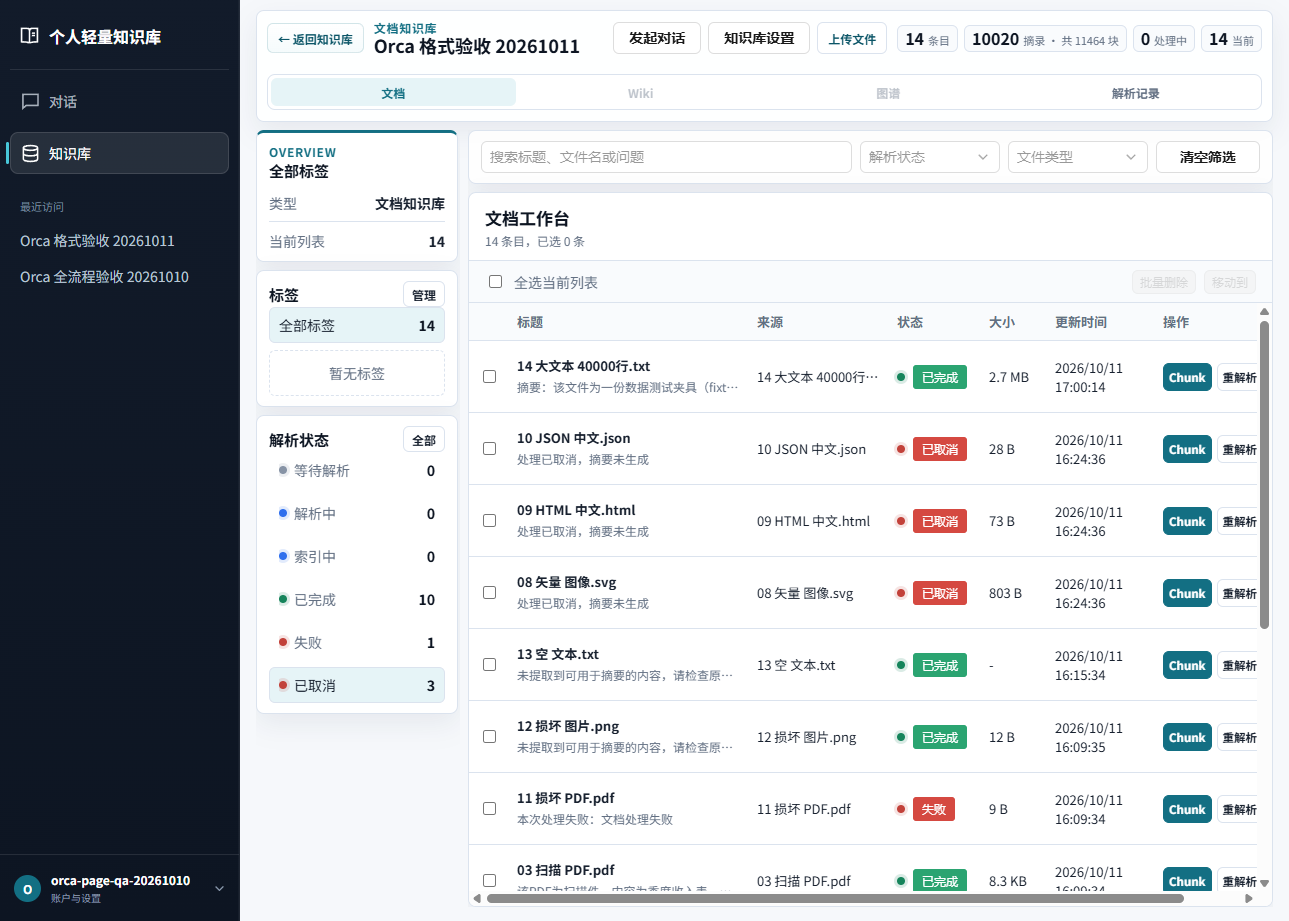 个人轻量知识库
对话
知识库
最近访问
Orca 格式验收 20261011
Orca 全流程验收 20261010
O
orca-page-qa-20261010
账户与设置
← 返回知识库
文档知识库
Orca 格式验收 20261011
发起对话
知识库设置
上传文件
14 条目
10020 摘录 · 共 11464 块
0 处理中
14 当前
文档
Wiki
图谱
解析记录
OVERVIEW
全部标签
类型 文档知识库
当前列表 14
标签 管理
全部标签 14
暂无标签
解析状态 全部
等待解析 0
解析中 0
索引中 0
已完成 10
失败 1
已取消 3
搜索标题、文件名或问题
解析状态
文件类型
清空筛选
文档工作台
14 条目，已选 0 条
全选当前列表
批量删除
移动到
标题 来源 状态 大小 更新时间 操作
14 大文本 40000行.txt
摘要：该文件为一份数据测试夹具（fixt…
14 大文本 40000行…
已完成
2.7 MB
2026/10/11
17:00:14
Chunk
重解析
10 JSON 中文.json
处理已取消，摘要未生成
10 JSON 中文.json
已取消
28 B
2026/10/11
16:24:36
Chunk
重解析
09 HTML 中文.html
处理已取消，摘要未生成
09 HTML 中文.html
已取消
73 B
2026/10/11
16:24:36
Chunk
重解析
08 矢量 图像.svg
处理已取消，摘要未生成
08 矢量 图像.svg
已取消
803 B
2026/10/11
16:24:36
Chunk
重解析
13 空 文本.txt
未提取到可用于摘要的内容，请检查原…
13 空 文本.txt
已完成
-
2026/10/11
16:15:34
Chunk
重解析
12 损坏 图片.png
未提取到可用于摘要的内容，请检查原…
12 损坏 图片.png
已完成
12 B
2026/10/11
16:09:35
Chunk
重解析
11 损坏 PDF.pdf
本次处理失败：文档处理失败
11 损坏 PDF.pdf
失败
9 B
2026/10/11
16:09:34
Chunk
重解析
03 扫描 PDF.pdf
该PDF为扫描件，内容为季度收入表，…
03 扫描 PDF.pdf
已完成
8.3 KB
2026/10/11
16:09:34
Chunk
重解析